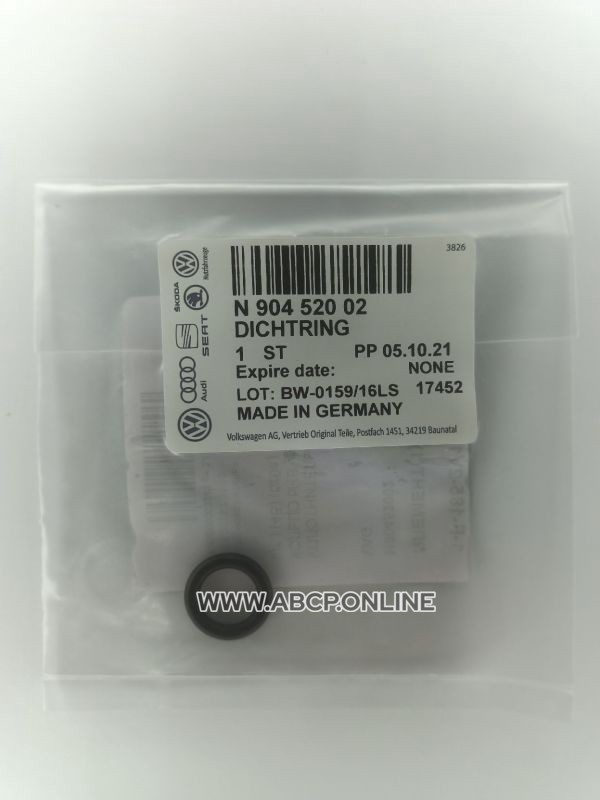 3826
Nutzfahrzeuge
ŠKODA
SEAT
Audi
N 904 520 02
DICHTRING
1 ST PP 05.10.21
Expire date: NONE
LOT: BW-0159/16LS 17452
MADE IN GERMANY
Volkswagen AG, Vertrieb Original Teile, Postfach 1451, 34219 Baunatal
WWW.ABCP.ONLINE